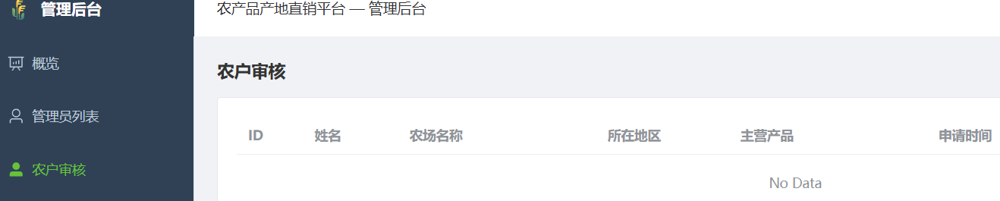 管理后台
农产品产地直销平台 — 管理后台
概览
管理员列表
农户审核
农户审核
ID 姓名 农场名称 所在地区 主营产品 申请时间
No Data